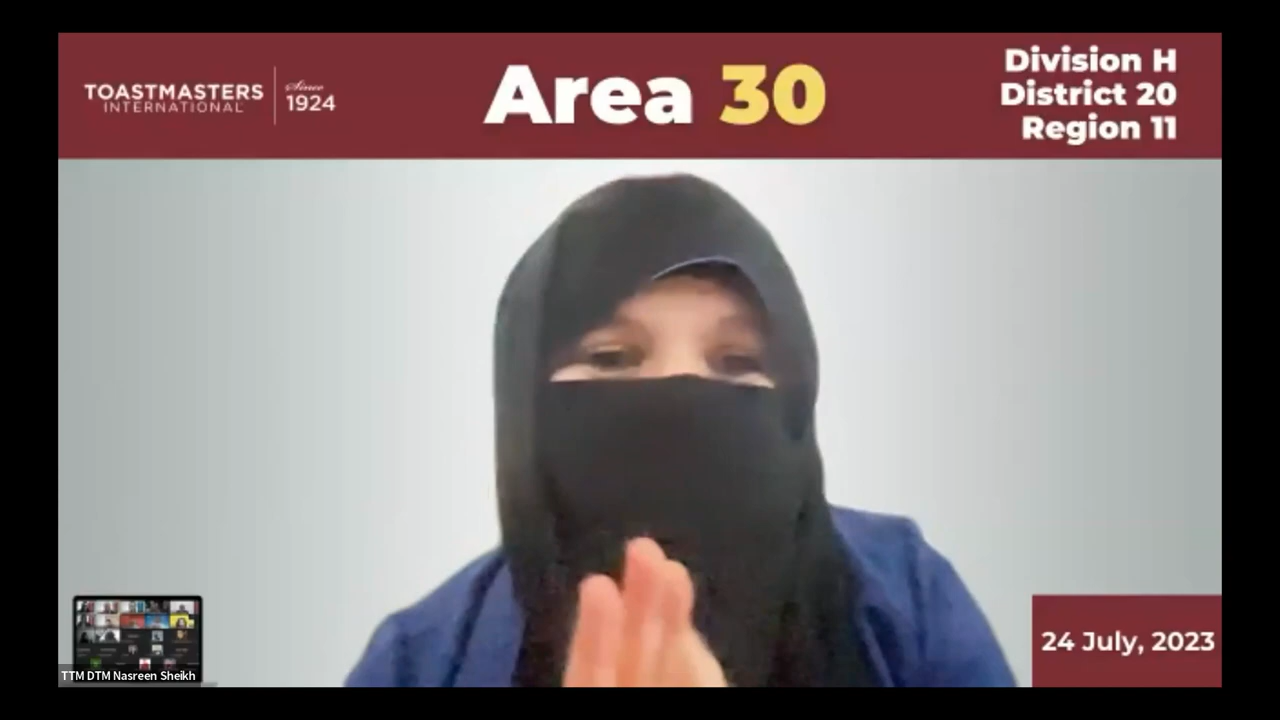 TOASTMASTERS
INTERNATIONAL
Since
1924
Area 30
Division H
District 20
Region 11
24 July, 2023
TTM DTM Nasreen Sheikh